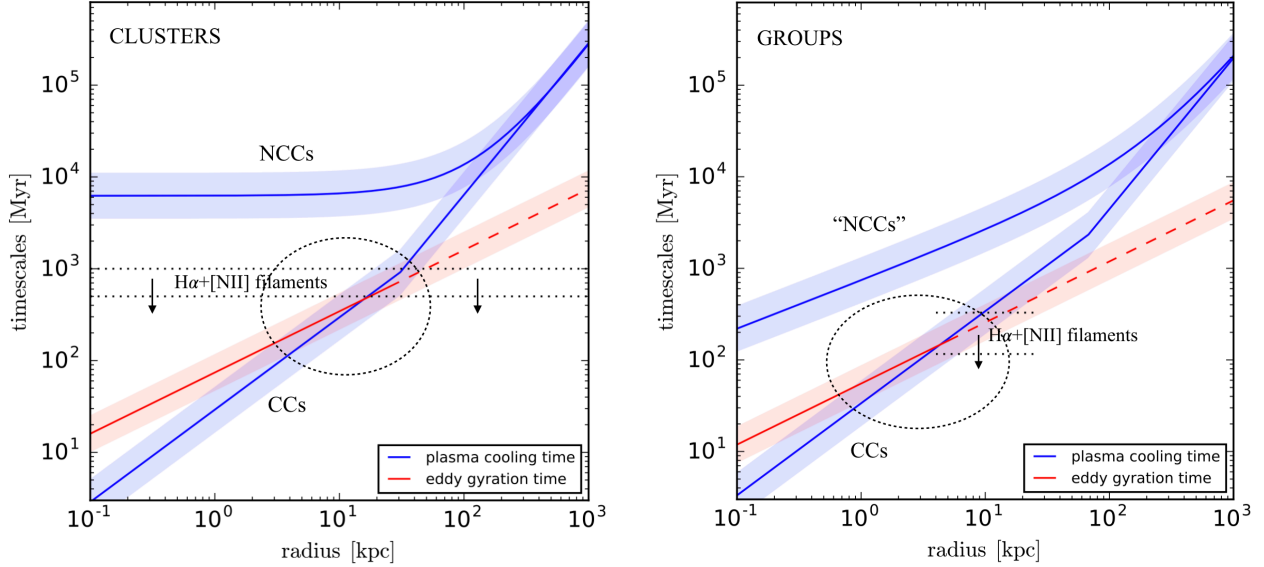 CLUSTERS
NCCs
Hα+[NII] filaments
CCs
plasma cooling time
eddy gyration time
timescales [Myr]
10^5
10^4
10^3
10^2
10^1
10^-1
10^0
10^1
10^2
10^3
radius [kpc]
GROUPS
“NCCs”
Hα+[NII] filaments
CCs
plasma cooling time
eddy gyration time
timescales [Myr]
10^5
10^4
10^3
10^2
10^1
10^-1
10^0
10^1
10^2
10^3
radius [kpc]